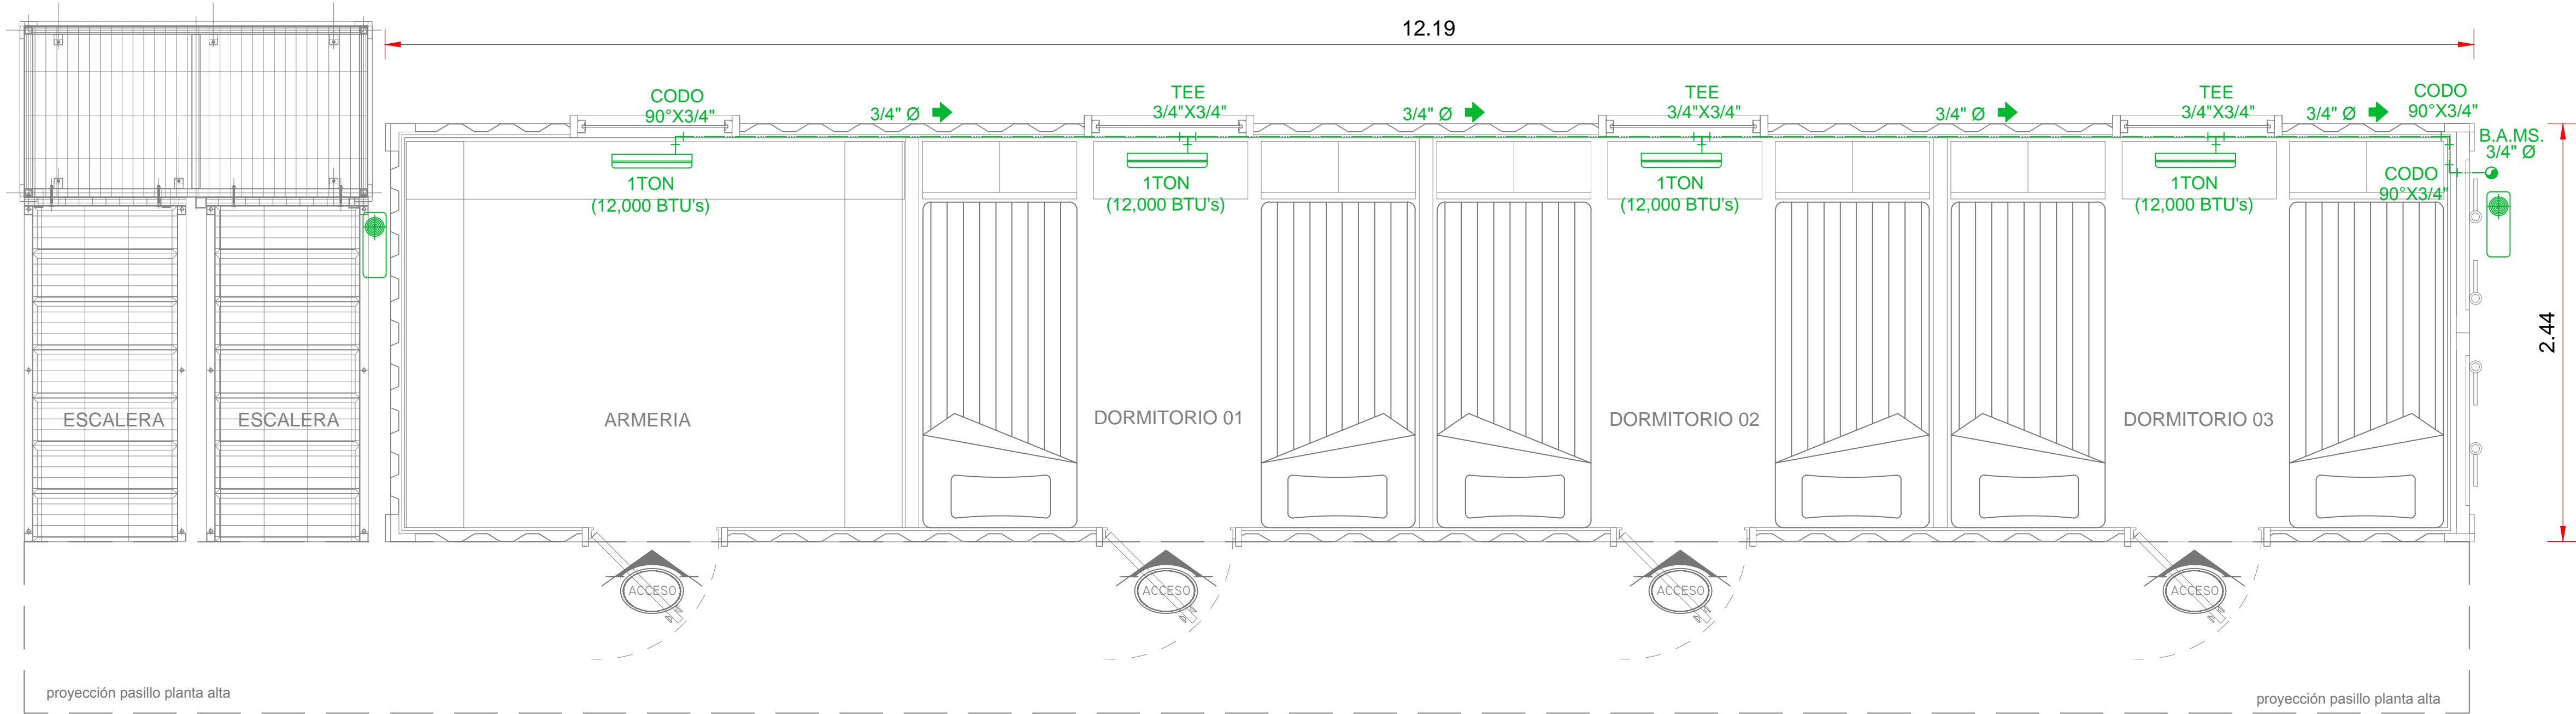 12.19
CODO
90°X3/4"
3/4" Ø
TEE
3/4"X3/4"
3/4" Ø
TEE
3/4"X3/4"
3/4" Ø
TEE
3/4"X3/4"
3/4" Ø
CODO
90°X3/4"
B.A.MS.
3/4" Ø
CODO
90°X3/4"
1TON
(12,000 BTU's)
1TON
(12,000 BTU's)
1TON
(12,000 BTU's)
1TON
(12,000 BTU's)
2.44
ESCALERA
ESCALERA
ARMERIA
DORMITORIO 01
DORMITORIO 02
DORMITORIO 03
ACCESO
ACCESO
ACCESO
ACCESO
proyección pasillo planta alta
proyección pasillo planta alta